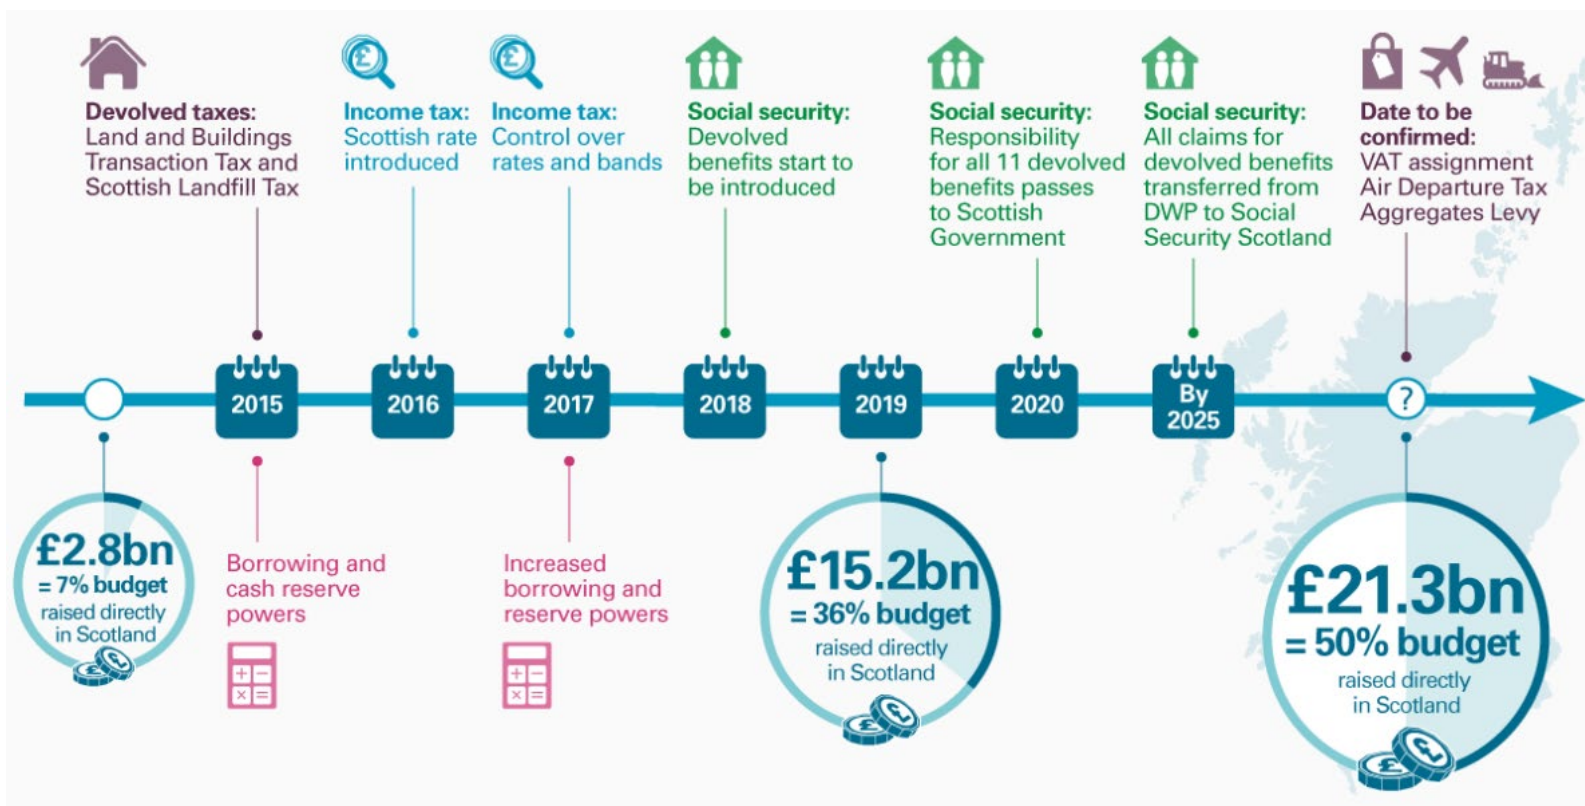 Devolved taxes:
Land and Buildings
Transaction Tax and
Scottish Landfill Tax
Income tax:
Scottish rate
introduced
Income tax:
Control over
rates and bands
Social security:
Devolved
benefits start to
be introduced
Social security:
Responsibility
for all 11 devolved
benefits passes
to Scottish
Government
Social security:
All claims for
devolved benefits
transferred from
DWP to Social
Security Scotland
Date to be
confirmed:
VAT assignment
Air Departure Tax
Aggregates Levy
2015
2016
2017
2018
2019
2020
By
2025
?
£2.8bn
= 7% budget
raised directly
in Scotland
Borrowing and
cash reserve
powers
Increased
borrowing and
reserve powers
£15.2bn
= 36% budget
raised directly
in Scotland
£21.3bn
= 50% budget
raised directly
in Scotland